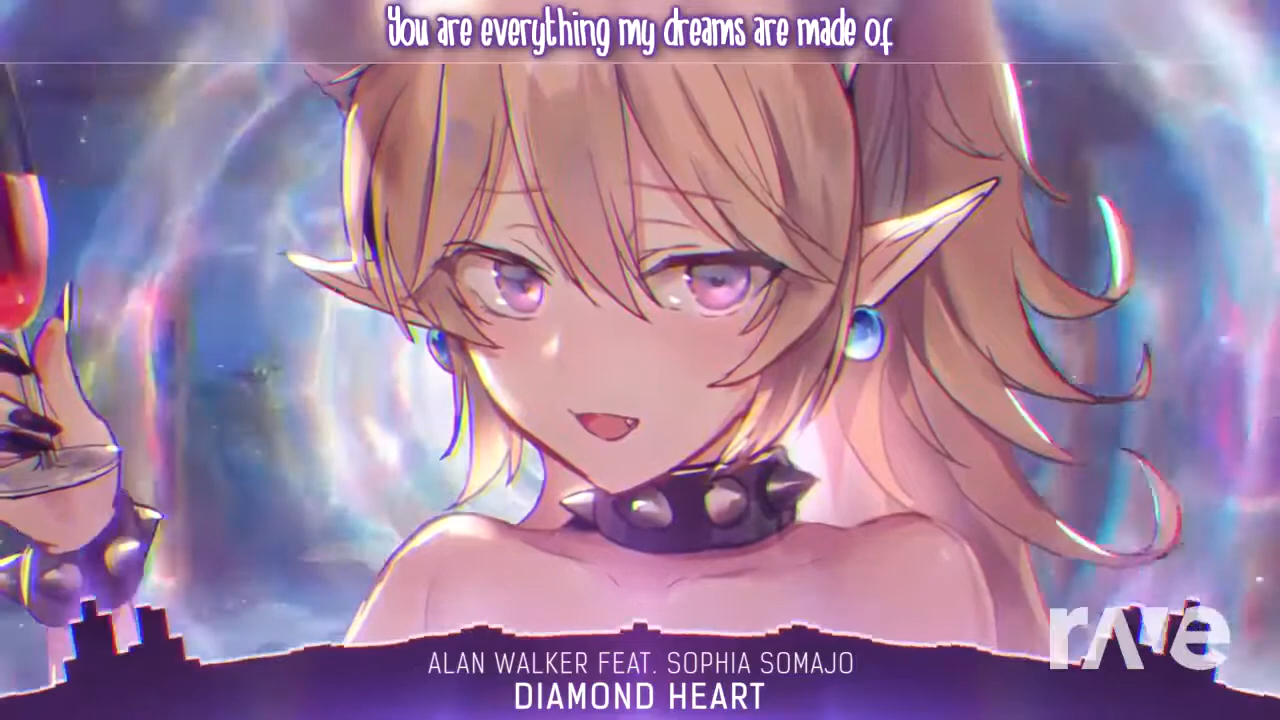 You are everything my dreams are made of
ALAN WALKER FEAT. SOPHIA SOMAJO
DIAMOND HEART
rave